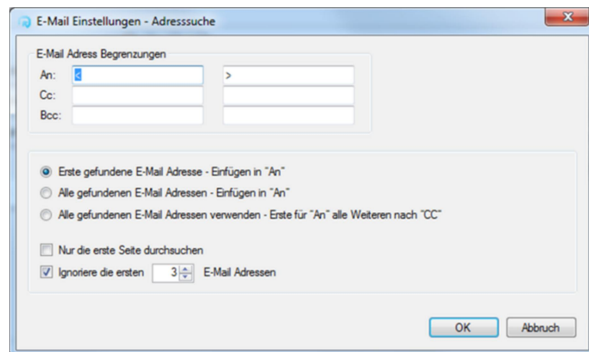 E-Mail Einstellungen - Adresssuche
E-Mail Adress Begrenzungen
An: < >
Cc:
Bcc:
Erste gefundene E-Mail Adresse - Einfügen in "An"
Alle gefundenen E-Mail Adressen - Einfügen in "An"
Alle gefundenen E-Mail Adressen verwenden - Erste für "An" alle Weiteren nach "CC"
Nur die erste Seite durchsuchen
Ignoriere die ersten 3 E-Mail Adressen
OK Abbruch